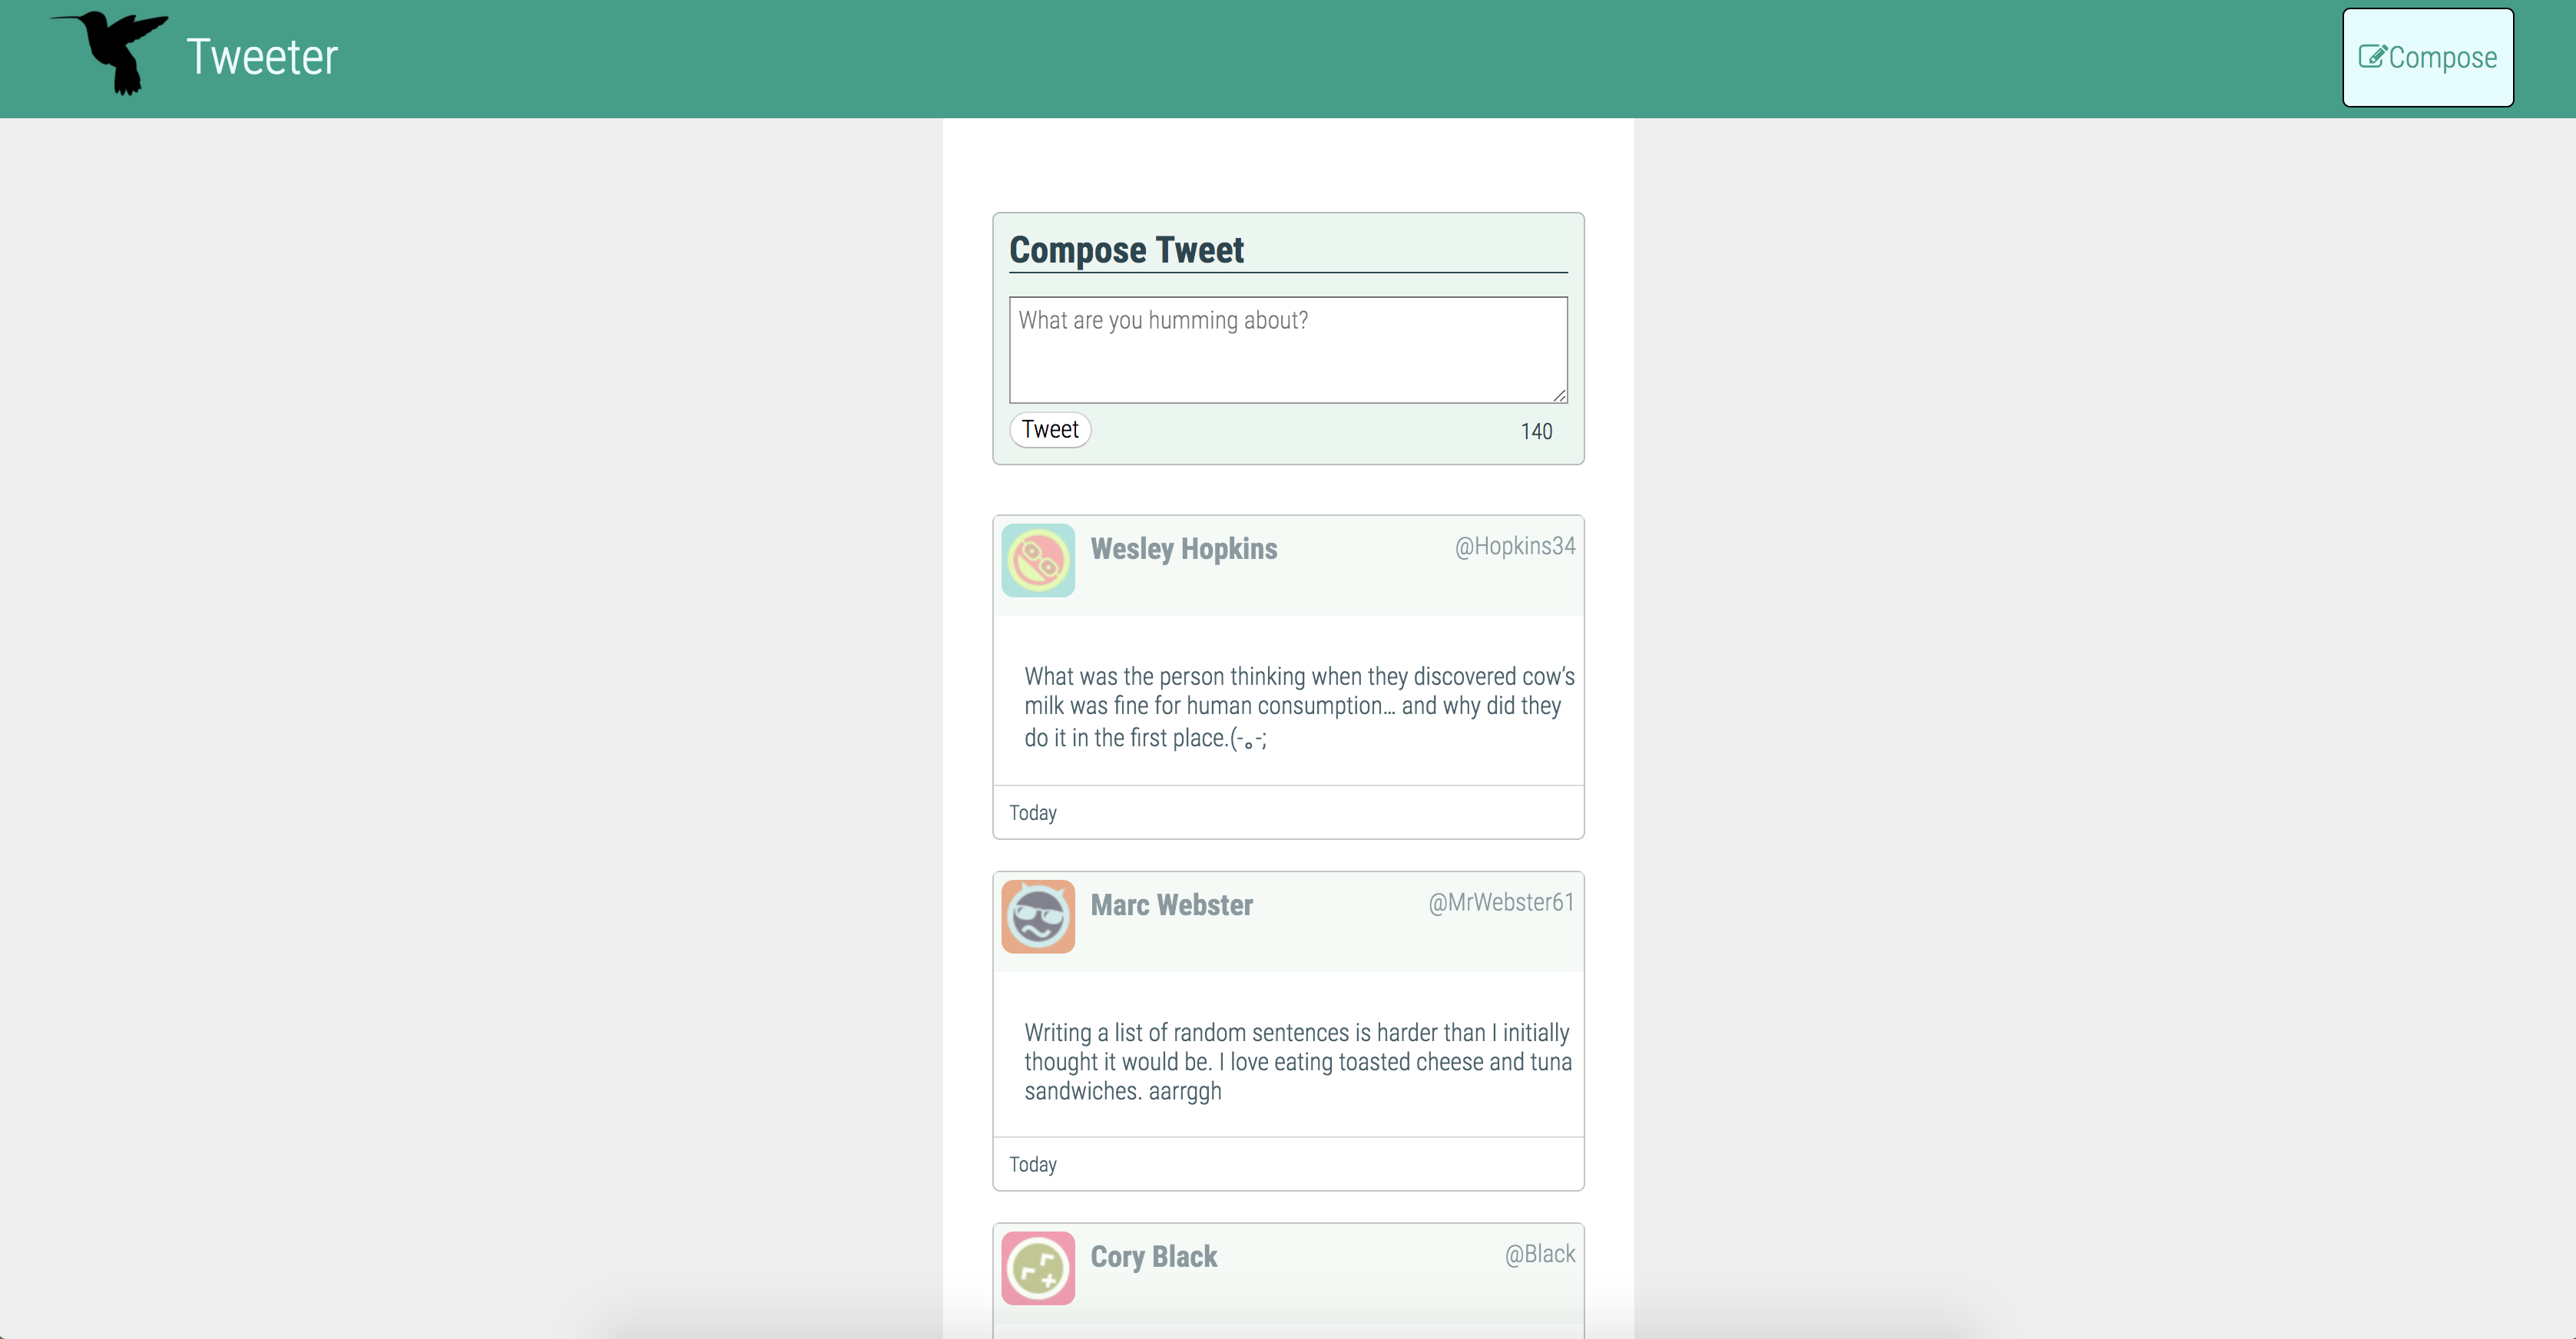 Tweeter
Compose
Compose Tweet
What are you humming about?
Tweet
140
Wesley Hopkins
@Hopkins34
What was the person thinking when they discovered cow’s
milk was fine for human consumption… and why did they
do it in the first place.(-｡-;
Today
Marc Webster
@MrWebster61
Writing a list of random sentences is harder than I initially
thought it would be. I love eating toasted cheese and tuna
sandwiches. aarrggh
Today
Cory Black
@Black